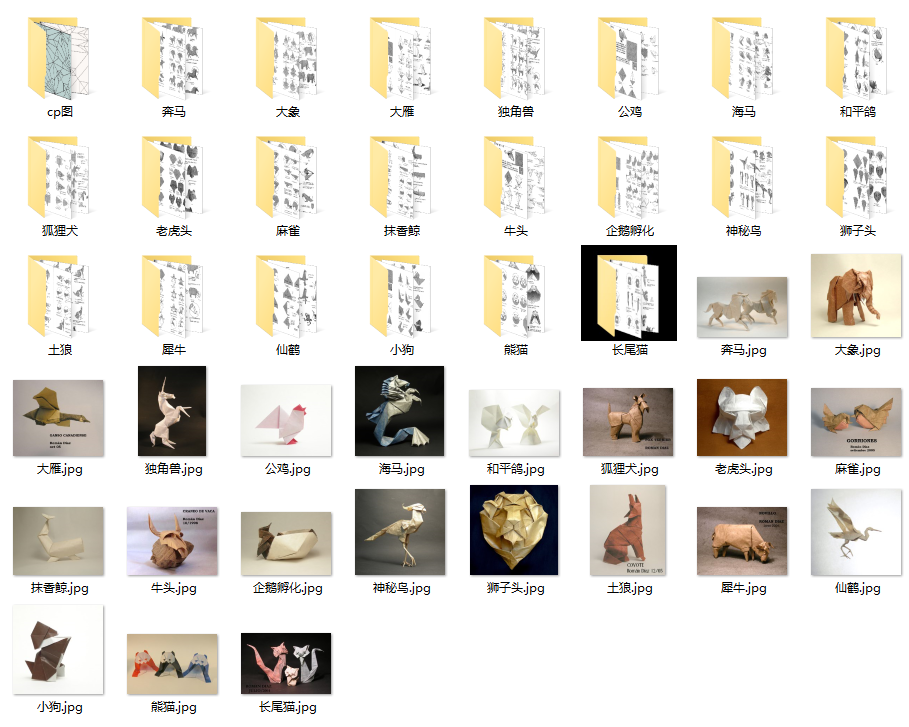 cp图
奔马
大象
大雁
独角兽
公鸡
海马
和平鸽
狐狸犬
老虎头
麻雀
抹香鲸
牛头
企鹅孵化
神秘鸟
狮子头
土狼
犀牛
仙鹤
小狗
熊猫
长尾猫
奔马.jpg
大象.jpg
大雁.jpg
独角兽.jpg
公鸡.jpg
海马.jpg
和平鸽.jpg
狐狸犬.jpg
老虎头.jpg
GORRIONES
麻雀.jpg
抹香鲸.jpg
牛头.jpg
企鹅孵化.jpg
神秘鸟.jpg
狮子头.jpg
COYOTE
Román Diaz 12/05
土狼.jpg
犀牛.jpg
仙鹤.jpg
小狗.jpg
熊猫.jpg
长尾猫.jpg